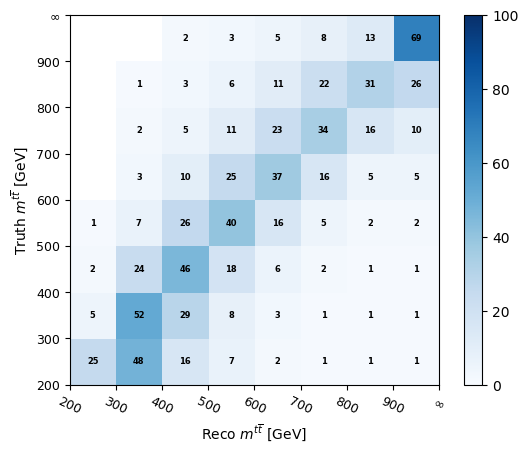 ∞ 2 3 5 8 13 69 100
900
1 3 6 11 22 31 26
800 80
2 5 11 23 34 16 10
700
3 10 25 37 16 5 5 60
600
1 7 26 40 16 5 2 2
500
2 24 46 18 6 2 1 1 40
400
5 52 29 8 3 1 1 1 20
300
25 48 16 7 2 1 1 1
200 0
200 300 400 500 600 700 800 900 ∞
Truth m^{tt̅} [GeV]
Reco m^{tt̅} [GeV]